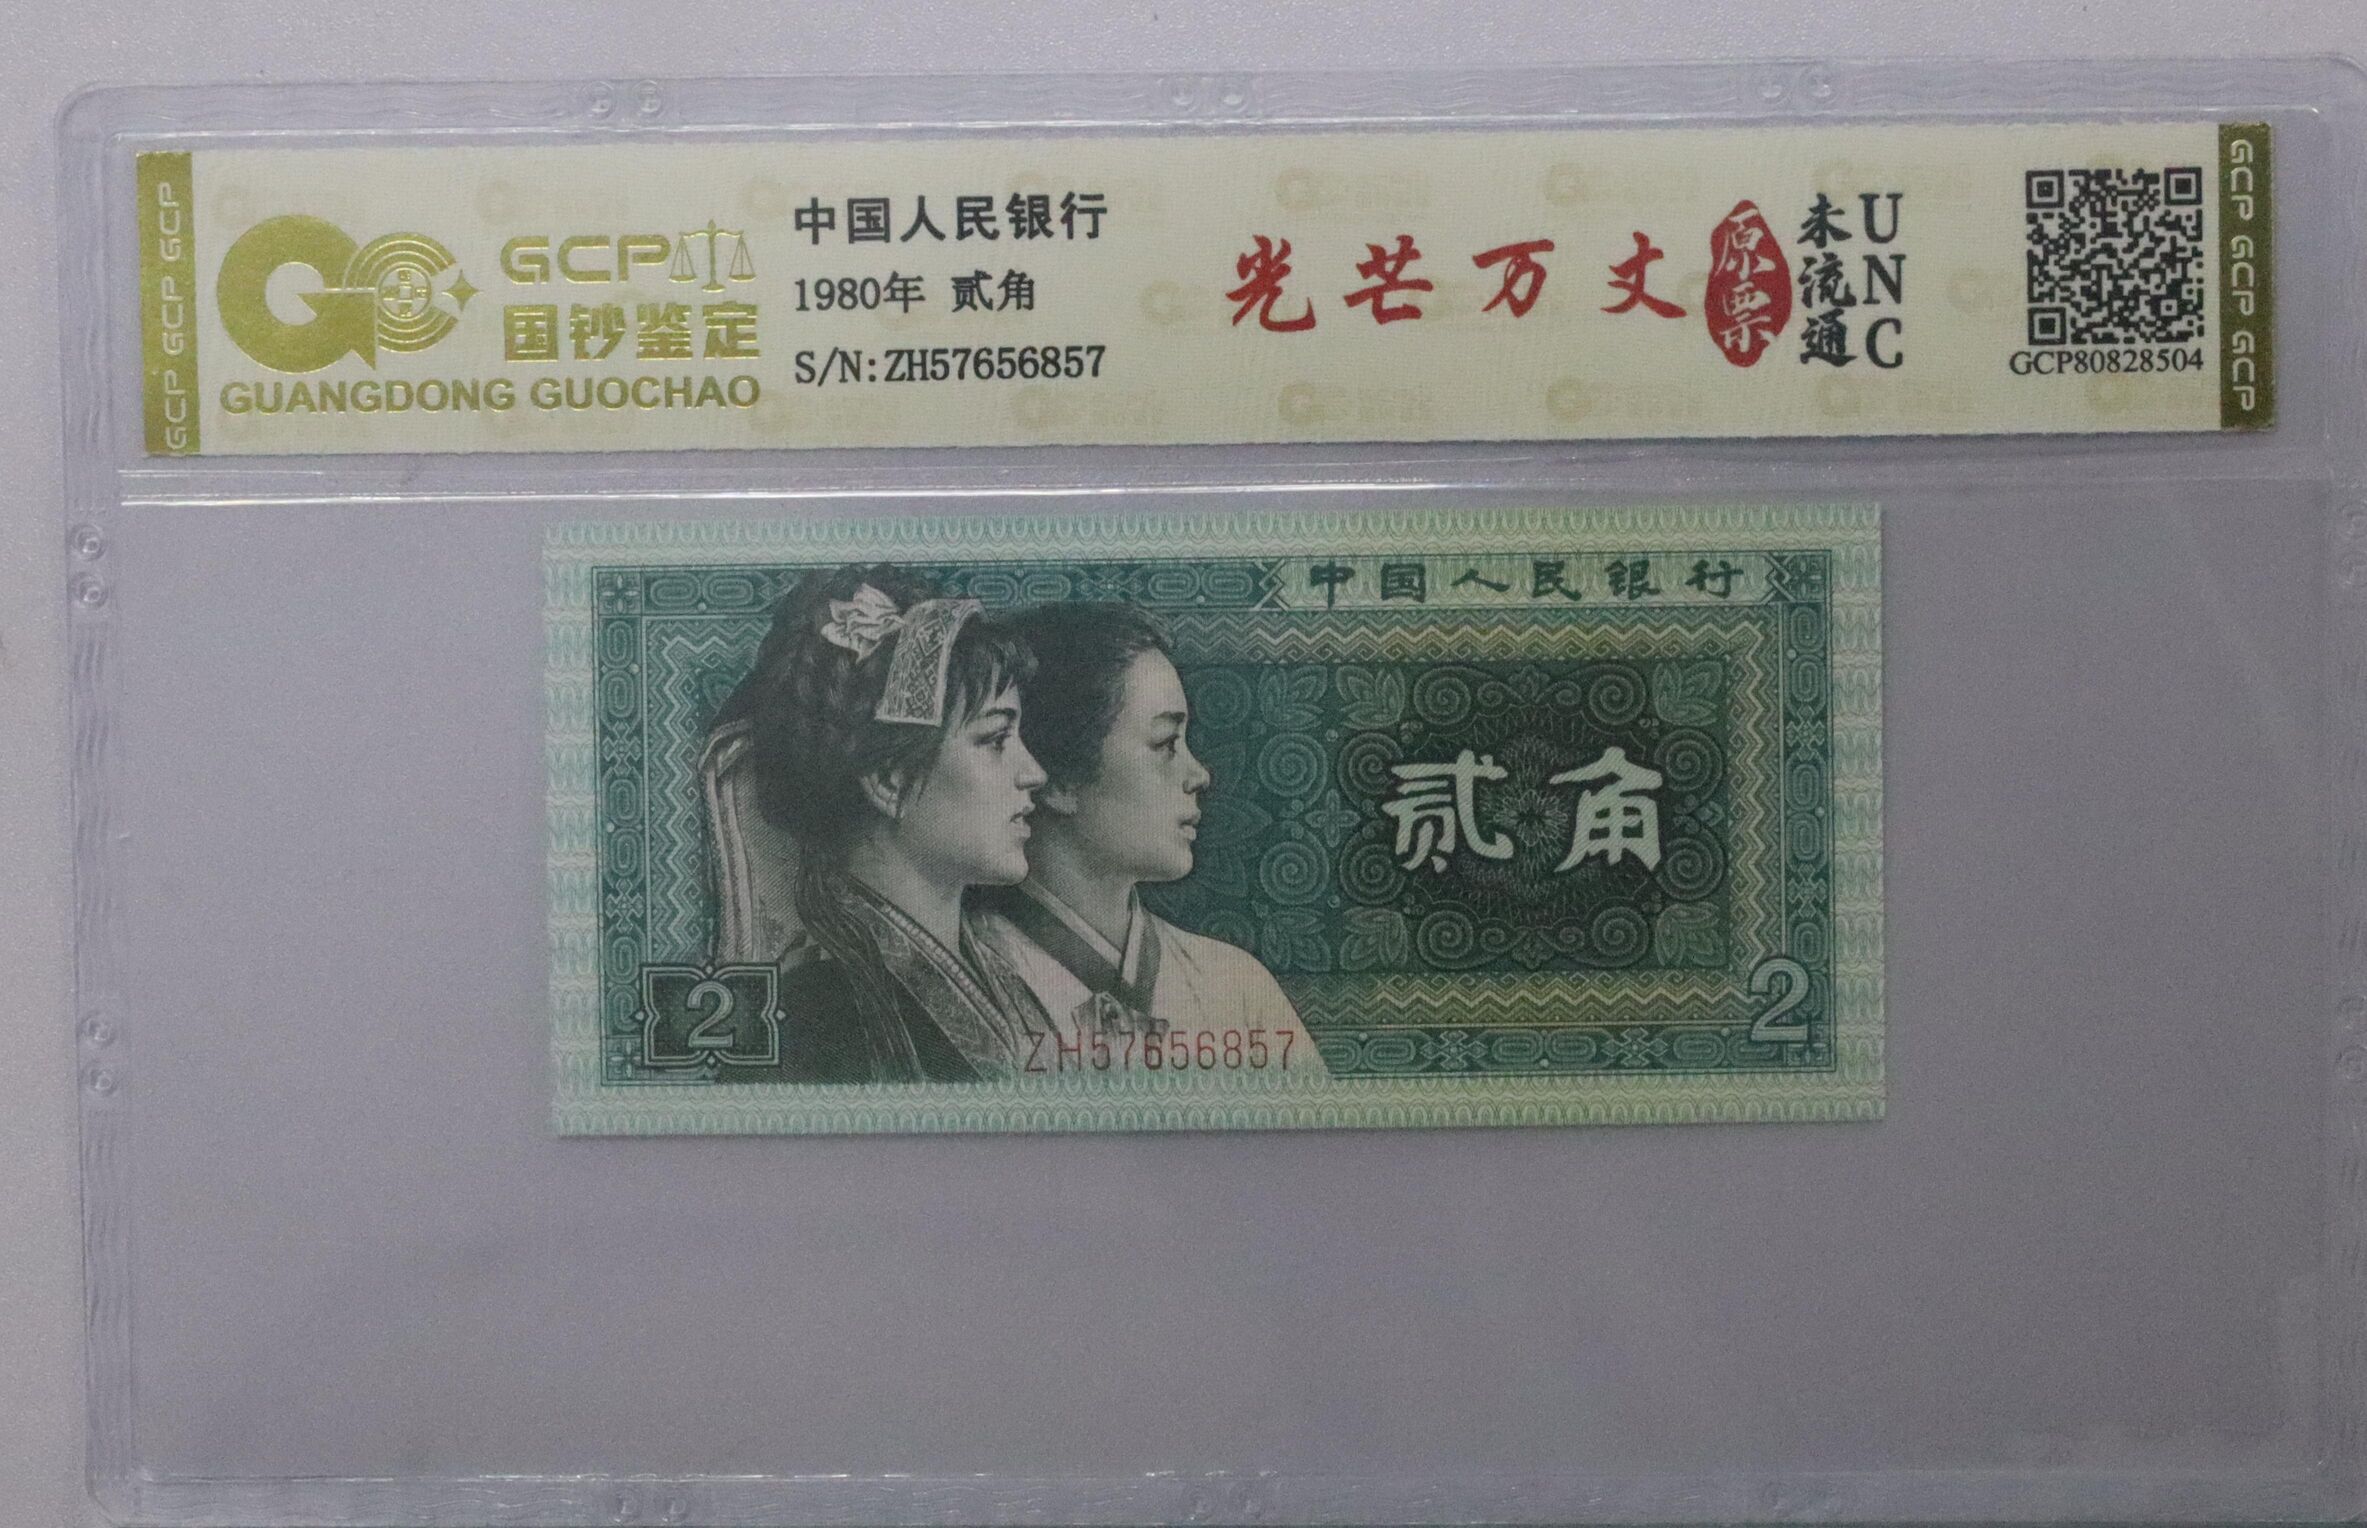 GCP GCP GCP
GCP
国钞鉴定
GUANGDONG GUOCHAO
中国人民银行
1980年 贰角
S/N:ZH57656857
光芒万丈
原票
未流通
UNC
GCP80828504
GCP GCP GCP
中国人民银行
贰角
2
2
ZH57656857